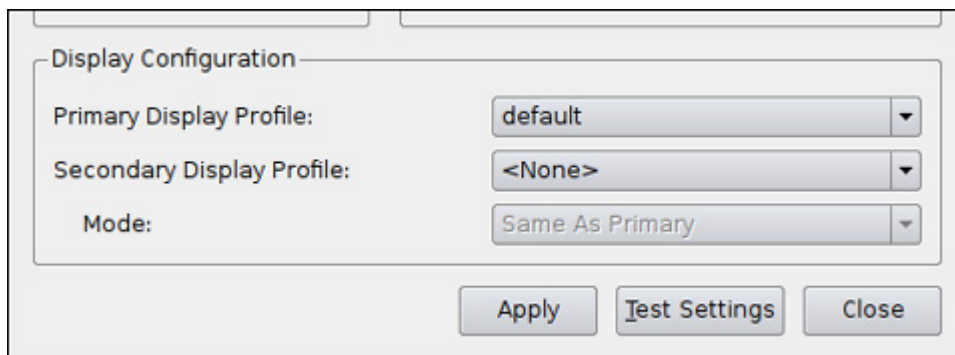 Display Configuration
Primary Display Profile: default
Secondary Display Profile: <None>
Mode: Same As Primary
Apply Test Settings Close